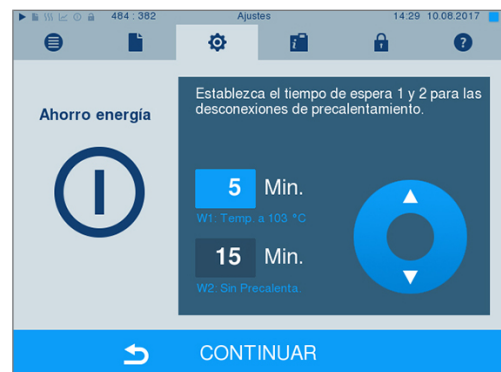 484 : 382 Ajustes 14:29 10.08.2017
Ahorro energía
Establezca el tiempo de espera 1 y 2 para las
desconexiones de precalentamiento.
5 Min.
W1: Temp. a 103 °C
15 Min.
W2: Sin Precalenta.
CONTINUAR